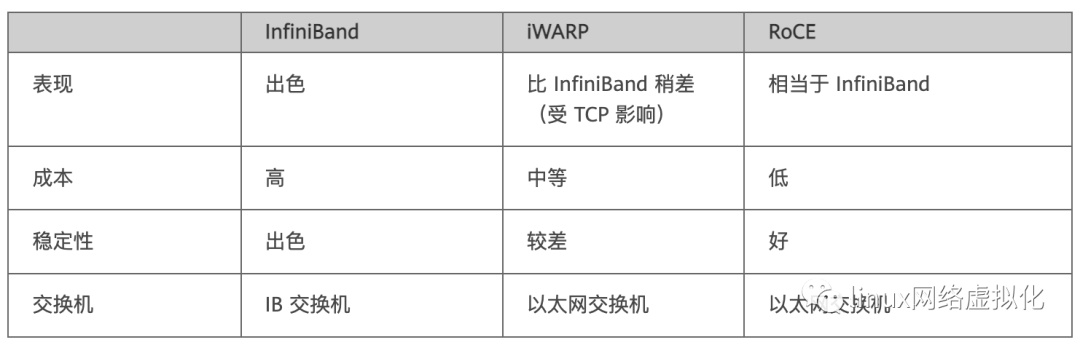 InfiniBand iWARP RoCE
表现 出色 比 InfiniBand 稍差 相当于 InfiniBand
（受 TCP 影响）
成本 高 中等 低
稳定性 出色 较差 好
交换机 IB 交换机 以太网交换机 以太网交换机
linux网络虚拟化